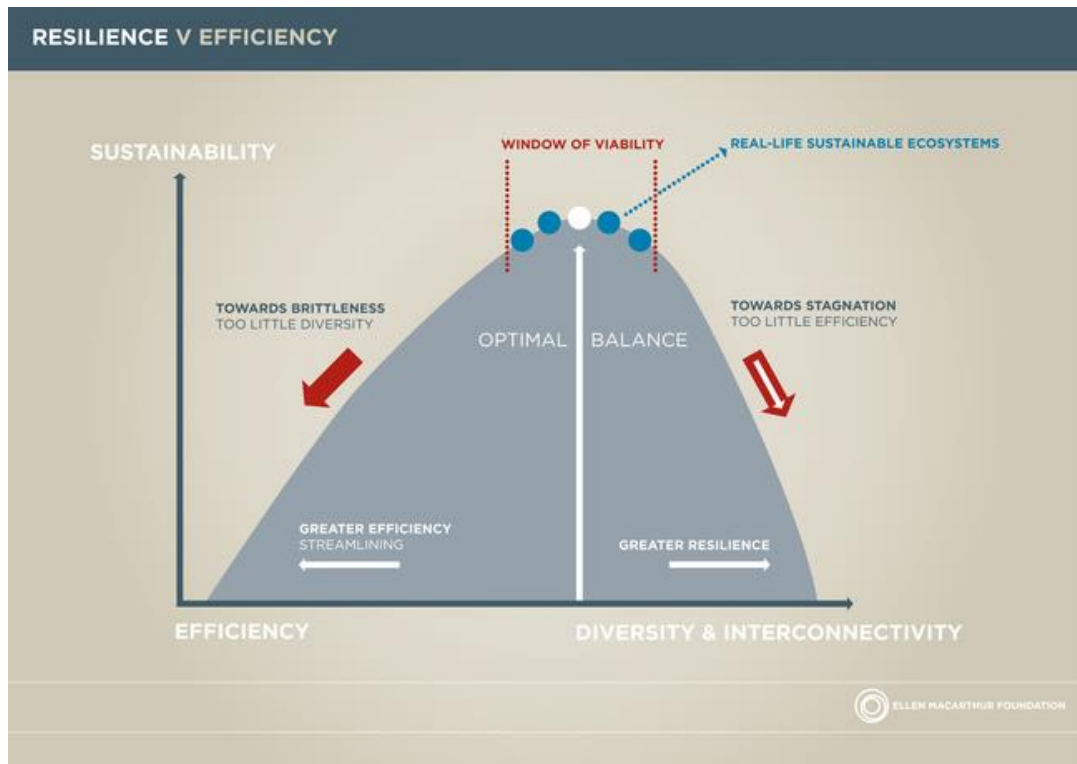 RESILIENCE V EFFICIENCY
SUSTAINABILITY
WINDOW OF VIABILITY
REAL-LIFE SUSTAINABLE ECOSYSTEMS
TOWARDS BRITTLENESS
TOO LITTLE DIVERSITY
TOWARDS STAGNATION
TOO LITTLE EFFICIENCY
OPTIMAL BALANCE
GREATER EFFICIENCY
STREAMLINING
GREATER RESILIENCE
EFFICIENCY
DIVERSITY & INTERCONNECTIVITY
ELLEN MACARTHUR FOUNDATION